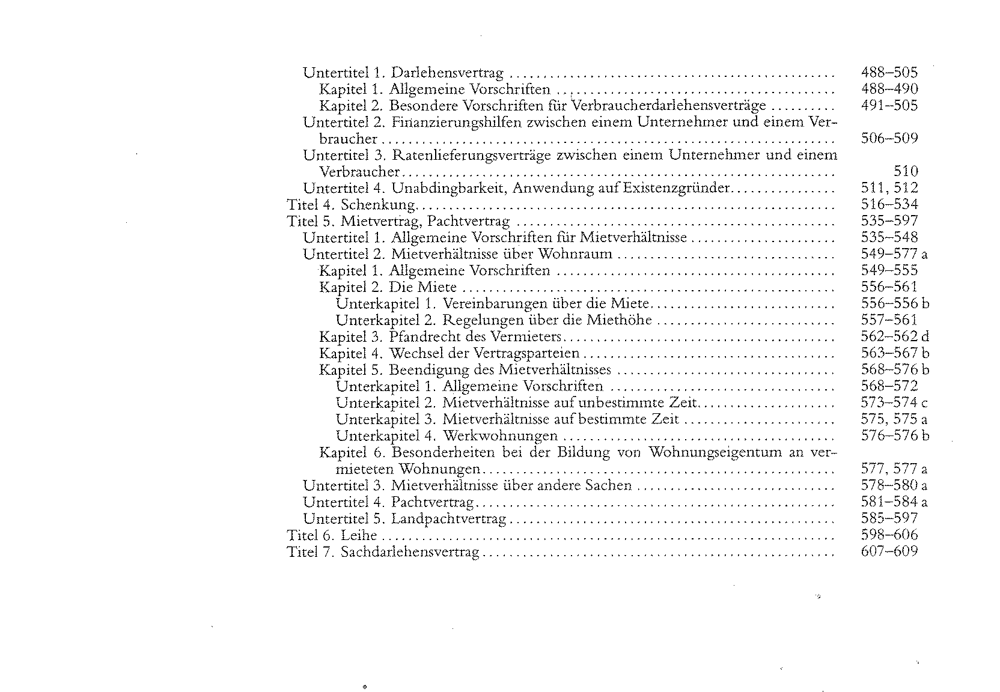 Untertitel 1. Darlehensvertrag ................................................ 488–505
Kapitel 1. Allgemeine Vorschriften ......................................... 488–490
Kapitel 2. Besondere Vorschriften für Verbraucherdarlehensverträge .......... 491–505
Untertitel 2. Finanzierungshilfen zwischen einem Unternehmer und einem Ver-
braucher .................................................................. 506–509
Untertitel 3. Ratenlieferungsverträge zwischen einem Unternehmer und einem
Verbraucher................................................................ 510
Untertitel 4. Unabdingbarkeit, Anwendung auf Existenzgründer................ 511, 512
Titel 4. Schenkung.............................................................. 516–534
Titel 5. Mietvertrag, Pachtvertrag ............................................... 535–597
Untertitel 1. Allgemeine Vorschriften für Mietverhältnisse ...................... 535–548
Untertitel 2. Mietverhältnisse über Wohnraum ................................. 549–577 a
Kapitel 1. Allgemeine Vorschriften .......................................... 549–555
Kapitel 2. Die Miete ........................................................ 556–561
Unterkapitel 1. Vereinbarungen über die Miete............................ 556–556 b
Unterkapitel 2. Regelungen über die Miethöhe ........................... 557–561
Kapitel 3. Pfandrecht des Vermieters......................................... 562–562 d
Kapitel 4. Wechsel der Vertragsparteien ...................................... 563–567 b
Kapitel 5. Beendigung des Mietverhältnisses ................................. 568–576 b
Unterkapitel 1. Allgemeine Vorschriften .................................. 568–572
Unterkapitel 2. Mietverhältnisse auf unbestimmte Zeit..................... 573–574 c
Unterkapitel 3. Mietverhältnisse auf bestimmte Zeit ....................... 575, 575 a
Unterkapitel 4. Werkwohnungen ......................................... 576–576 b
Kapitel 6. Besonderheiten bei der Bildung von Wohnungseigentum an ver-
mieteten Wohnungen..................................................... 577, 577 a
Untertitel 3. Mietverhältnisse über andere Sachen .............................. 578–580 a
Untertitel 4. Pachtvertrag...................................................... 581–584 a
Untertitel 5. Landpachtvertrag ................................................. 585–597
Titel 6. Leihe .................................................................... 598–606
Titel 7. Sachdarlehensvertrag..................................................... 607–609